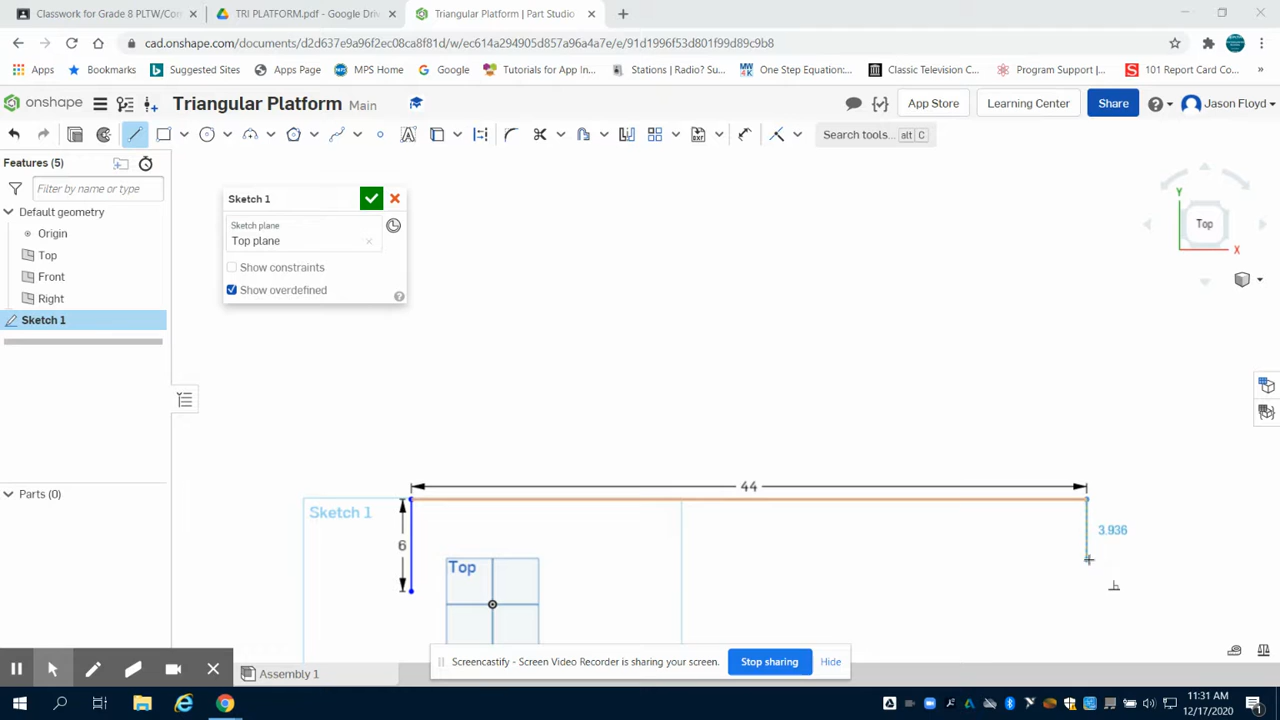 Classwork for Grade 8 PLTW/Con
TRI PLATFORM.pdf - Google Driv
Triangular Platform | Part Studio
cad.onshape.com/documents/d2d637e9a96f2ec08ca8f81d/w/ec614a294905d857a96a4a7e/e/91d1996f53d801f99d89c9b8
Apps
Bookmarks
Suggested Sites
Apps Page
MPS Home
Google
Tutorials for App In...
Stations | Radio? Su...
One Step Equation:...
Classic Television C...
Program Support |...
101 Report Card Co...
»
onshape
Triangular Platform Main
App Store
Learning Center
Share
Jason Floyd
Search tools... alt C
Features (5)
Filter by name or type
Default geometry
Origin
Top
Front
Right
Sketch 1
Parts (0)
Sketch 1
Sketch plane
Top plane
Show constraints
Show overdefined
Y
Top
X
44
Sketch 1
6
3.936
Top
Screencastify - Screen Video Recorder is sharing your screen.
Stop sharing
Hide
Assembly 1
11:31 AM
12/17/2020
1